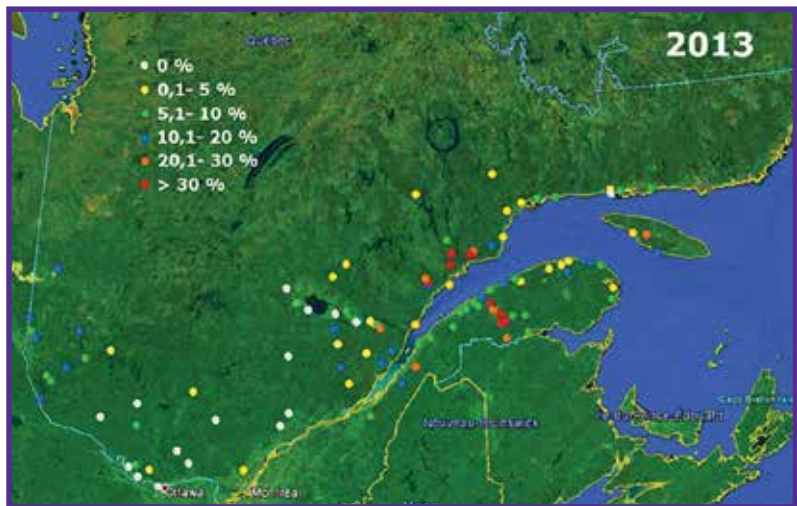 Québec
2013
0 %
0,1- 5 %
5,1- 10 %
10,1- 20 %
20,1- 30 %
> 30 %
Nouveau-Brunswick
Ottawa
Montréal